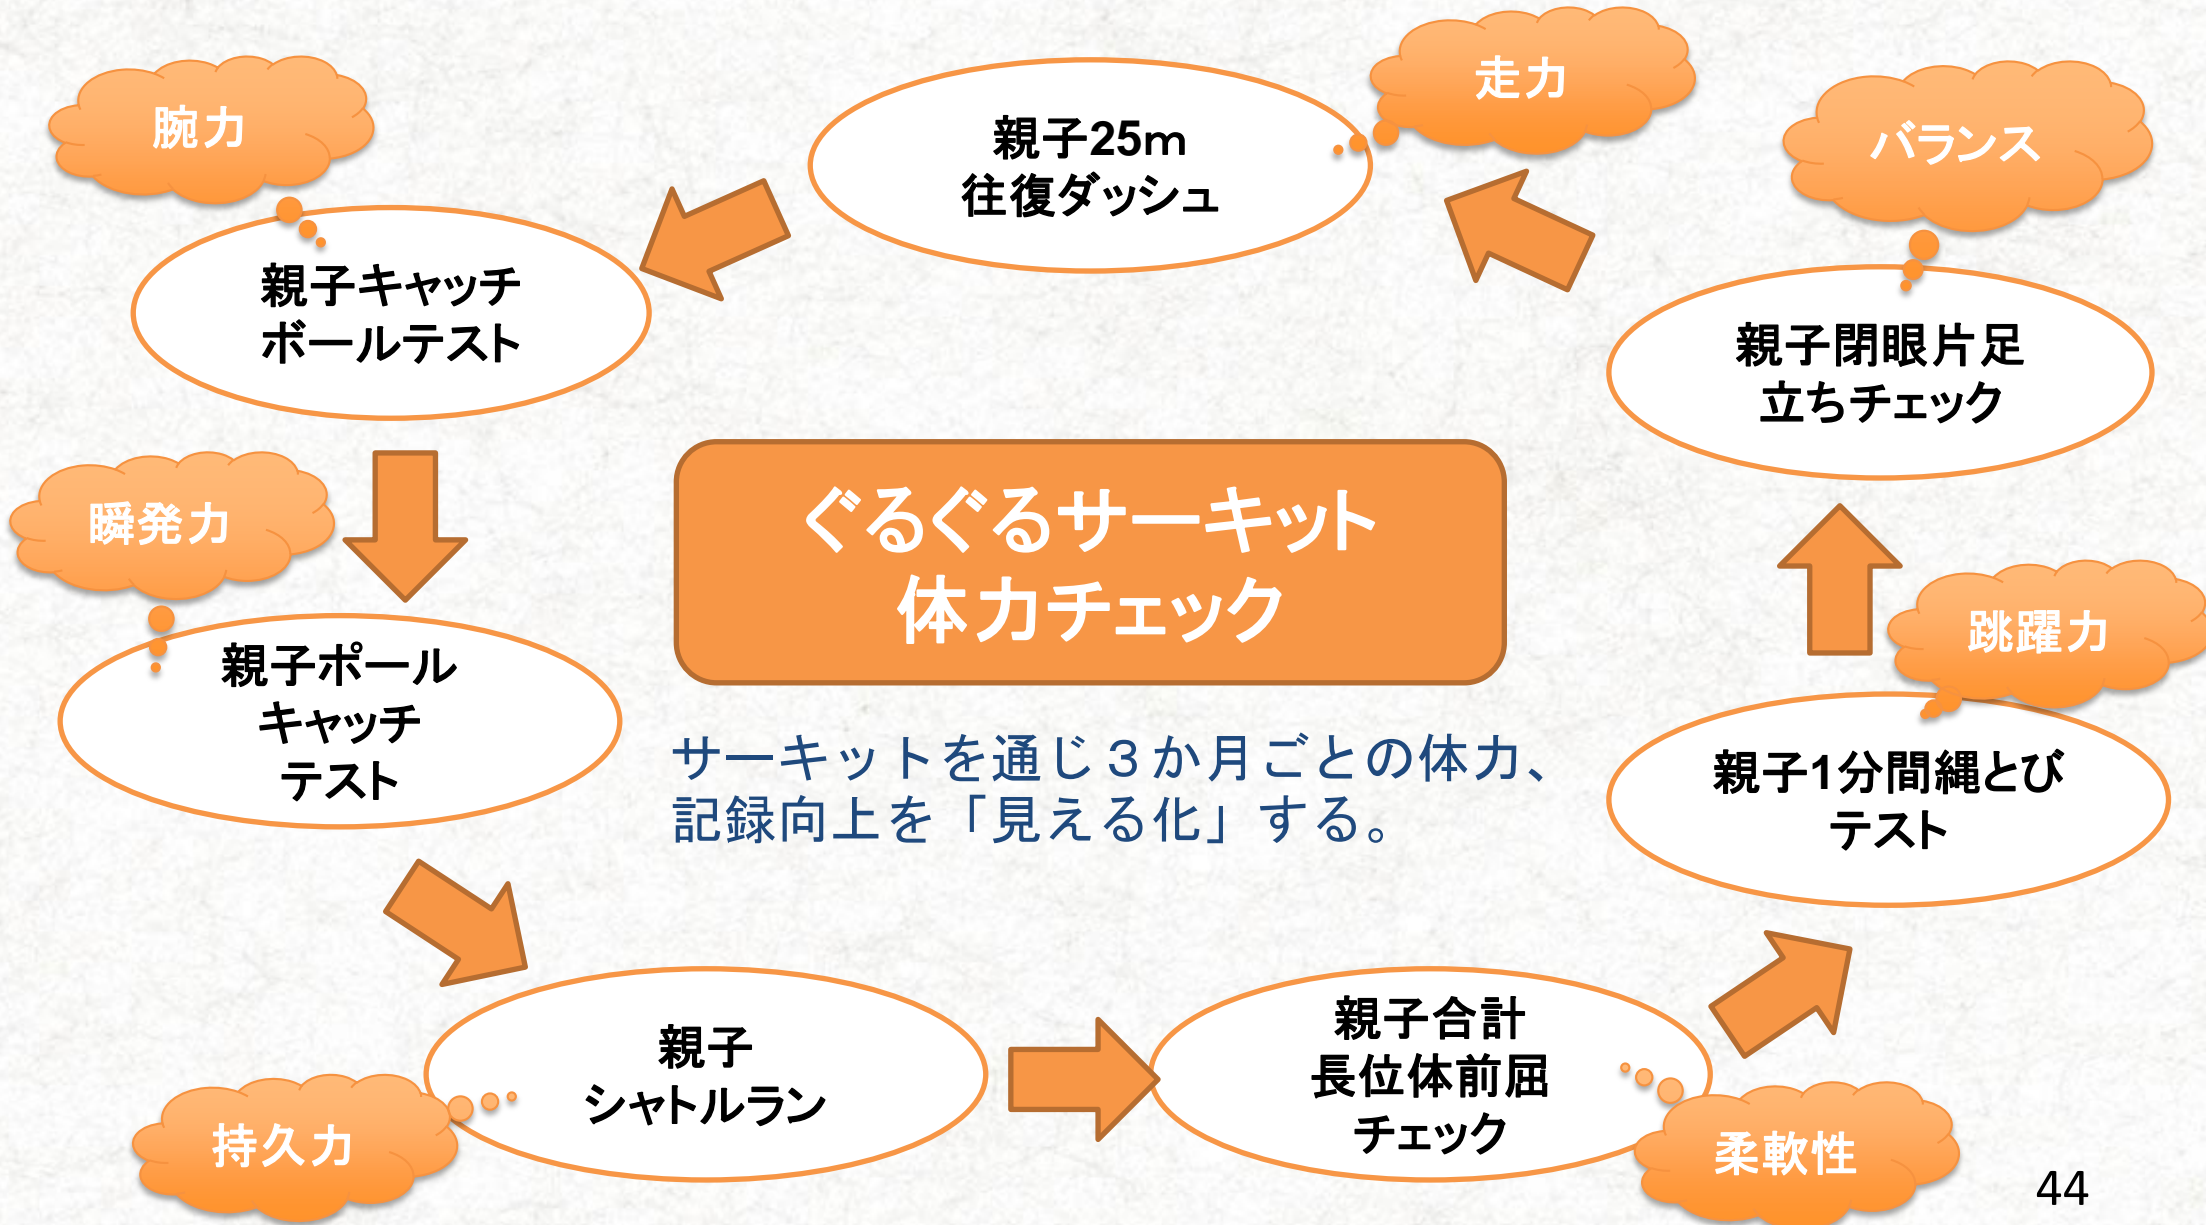 走力
腕力
バランス
親子25m
往復ダッシュ
親子キャッチ
ボールテスト
親子閉眼片足
立ちチェック
ぐるぐるサーキット
体力チェック
瞬発力
跳躍力
親子ポール
キャッチ
テスト
サーキットを通じ３か月ごとの体力、
記録向上を「見える化」する。
親子1分間縄とび
テスト
親子
シャトルラン
親子合計
長位体前屈
チェック
持久力
柔軟性
44